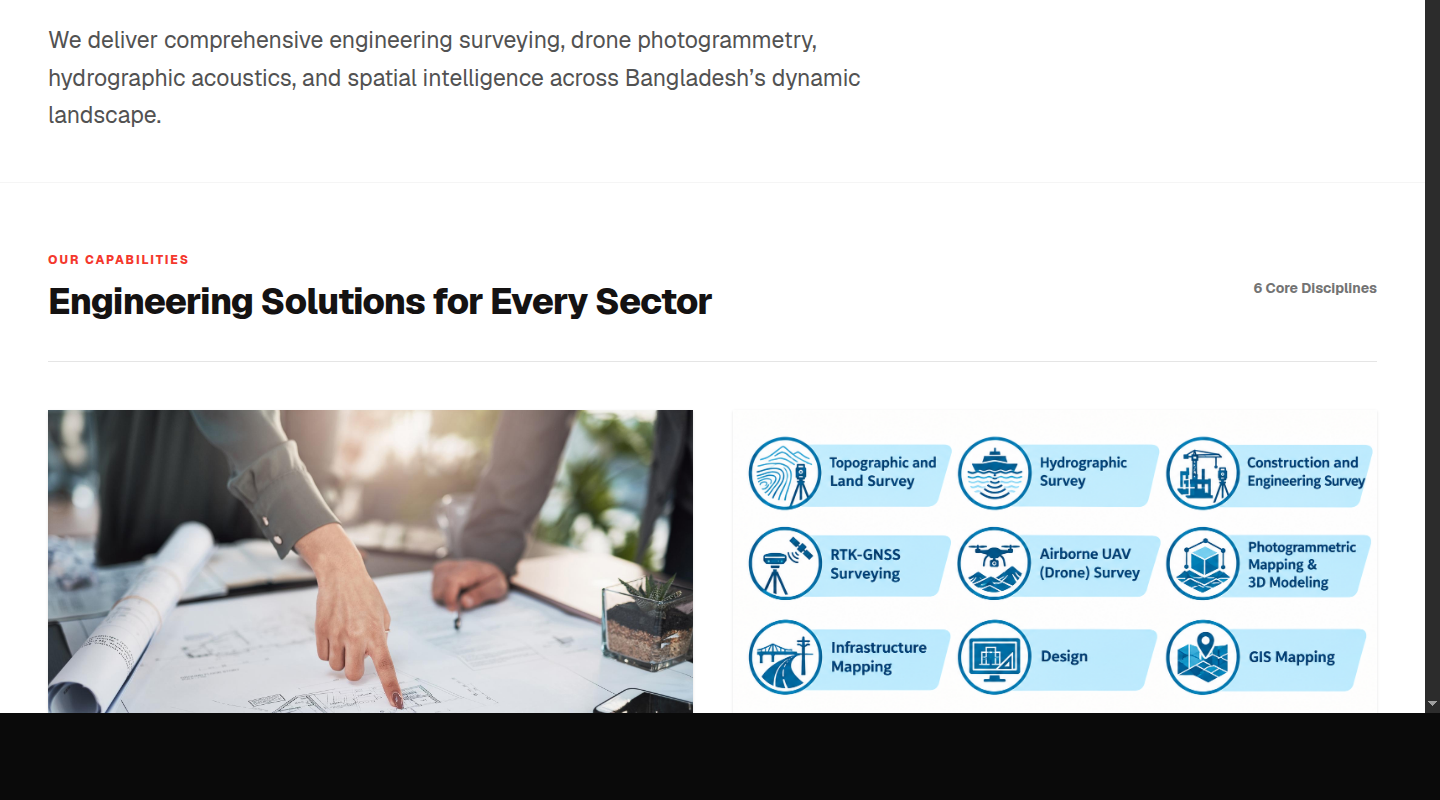 We deliver comprehensive engineering surveying, drone photogrammetry,
hydrographic acoustics, and spatial intelligence across Bangladesh’s dynamic
landscape.
OUR CAPABILITIES
Engineering Solutions for Every Sector
6 Core Disciplines
Topographic and
Land Survey
Hydrographic
Survey
Construction and
Engineering Survey
RTK-GNSS
Surveying
Airborne UAV
(Drone) Survey
Photogrammetric
Mapping &
3D Modeling
Infrastructure
Mapping
Design
GIS Mapping